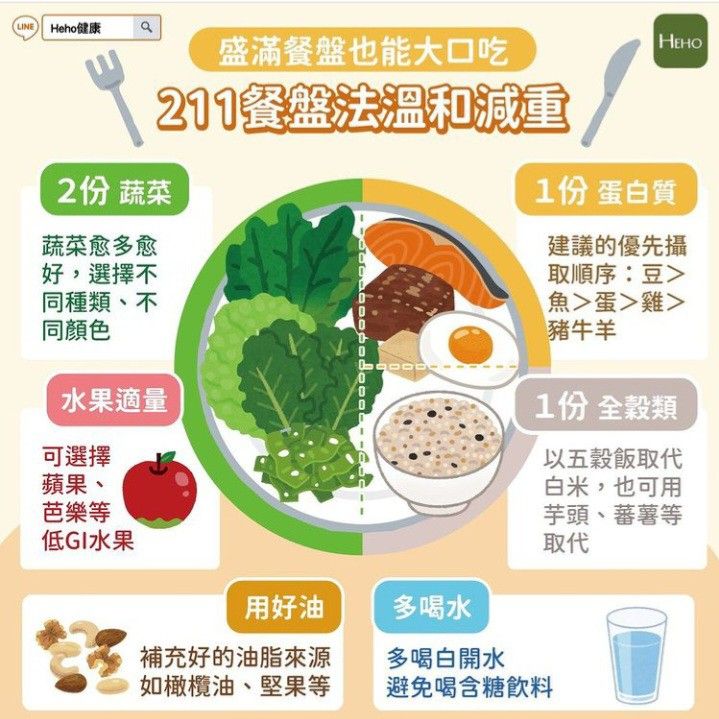 LINE
Heho健康
HEHO
盛滿餐盤也能大口吃
211餐盤法溫和減重
2份 蔬菜
蔬菜愈多愈
好，選擇不
同種類、不
同顏色
1份 蛋白質
建議的優先攝
取順序：豆＞
魚＞蛋＞雞＞
豬牛羊
水果適量
可選擇
蘋果、
芭樂等
低GI水果
1份 全穀類
以五穀飯取代
白米，也可用
芋頭、蕃薯等
取代
用好油
補充好的油脂來源
如橄欖油、堅果等
多喝水
多喝白開水
避免喝含糖飲料